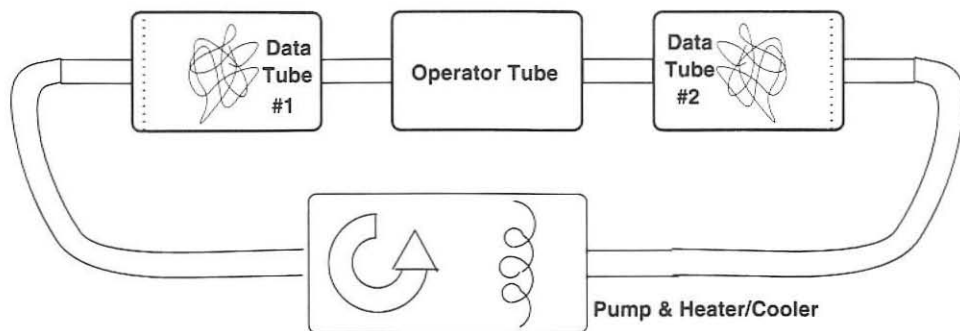 Data
Tube
#1
Operator Tube
Data
Tube
#2
Pump & Heater/Cooler